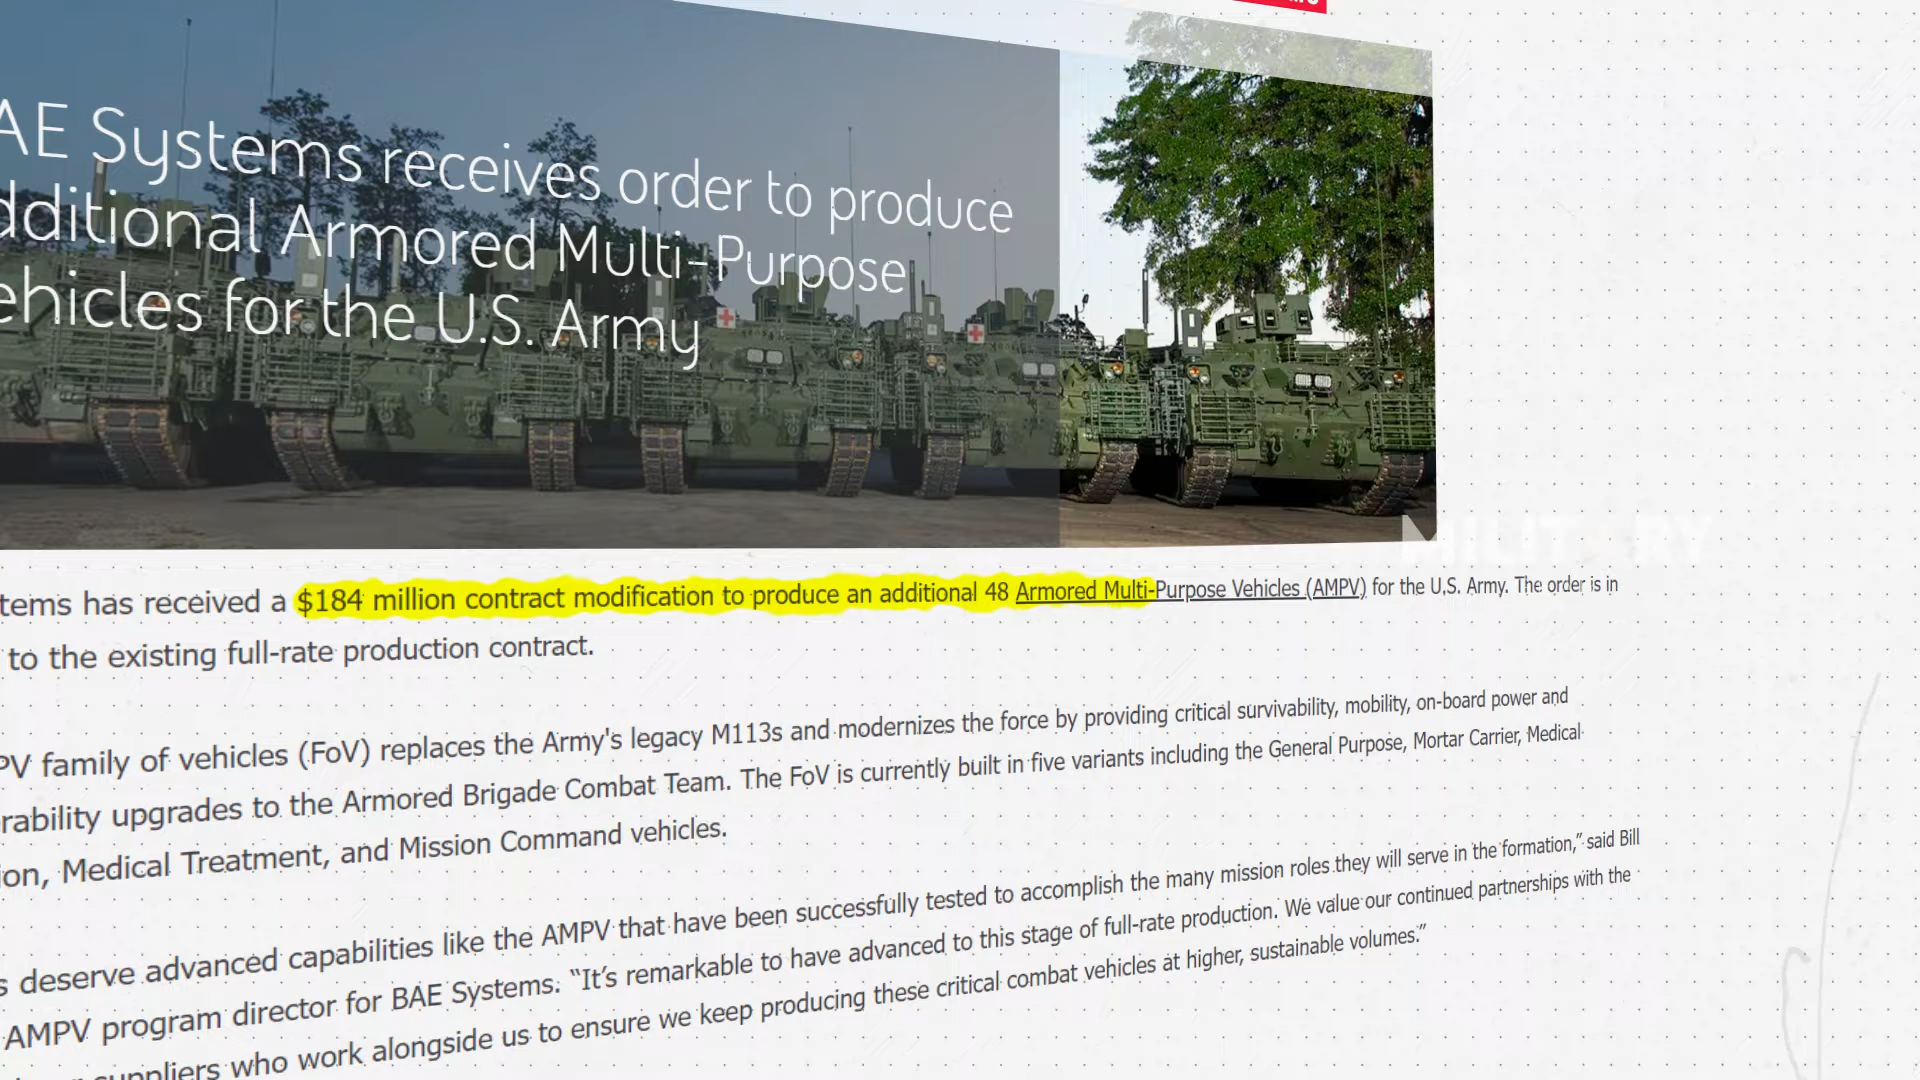 AE Systems receives order to produce
dditional Armored Multi-Purpose
ehicles for the U.S. Army
MILITARY
tems has received a $184 million contract modification to produce an additional 48 Armored Multi-Purpose Vehicles (AMPV) for the U.S. Army. The order is in
to the existing full-rate production contract.
PV family of vehicles (FoV) replaces the Army's legacy M113s and modernizes the force by providing critical survivability, mobility, on-board power and
rability upgrades to the Armored Brigade Combat Team. The FoV is currently built in five variants including the General Purpose, Mortar Carrier, Medical
ion, Medical Treatment, and Mission Command vehicles.
s deserve advanced capabilities like the AMPV that have been successfully tested to accomplish the many mission roles they will serve in the formation,” said Bill
AMPV program director for BAE Systems. “It’s remarkable to have advanced to this stage of full-rate production. We value our continued partnerships with the
suppliers who work alongside us to ensure we keep producing these critical combat vehicles at higher, sustainable volumes.”